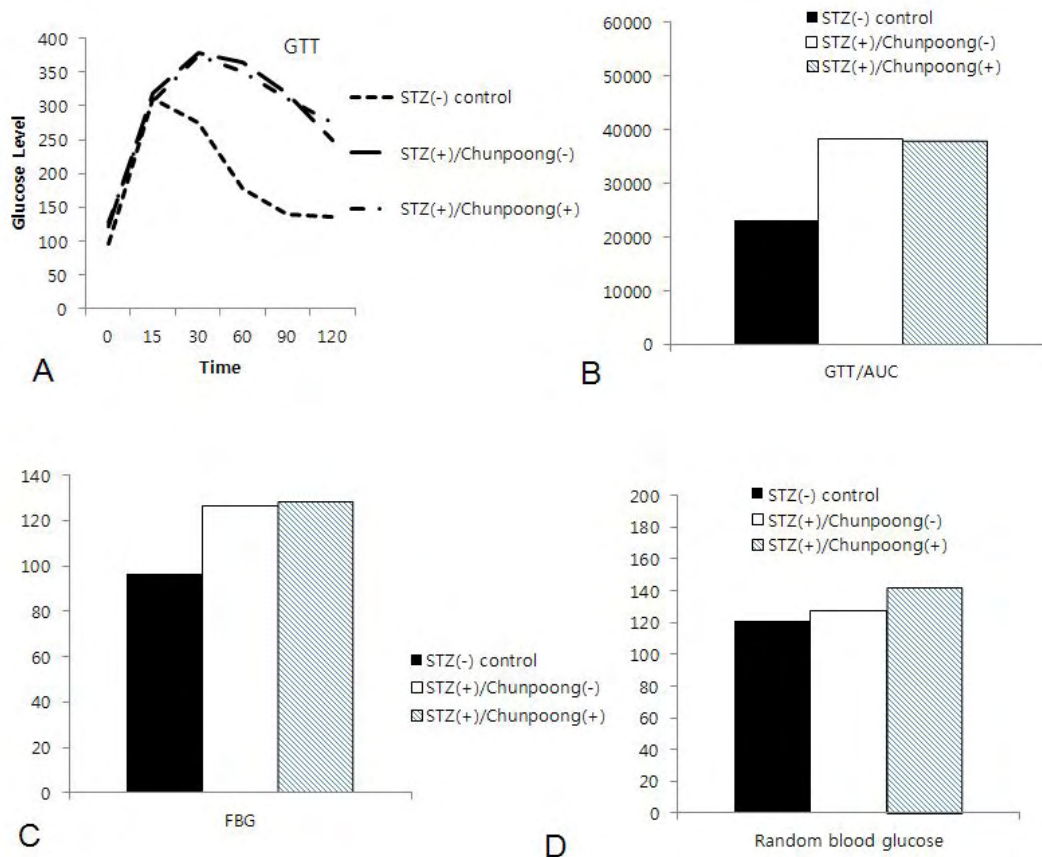 GTT
400
350
300
250
200
150
100
50
0
Glucose Level
0 15 30 60 90 120
Time
STZ(-) control
STZ(+)/Chunpoong(-)
STZ(+)/Chunpoong(+)
A
60000
50000
40000
30000
20000
10000
0
STZ(-) control
STZ(+)/Chunpoong(-)
STZ(+)/Chunpoong(+)
GTT/AUC
B
140
120
100
80
60
40
20
0
STZ(-) control
STZ(+)/Chunpoong(-)
STZ(+)/Chunpoong(+)
FBG
C
200
180
160
140
120
100
80
60
40
20
0
STZ(-) control
STZ(+)/Chunpoong(-)
STZ(+)/Chunpoong(+)
Random blood glucose
D